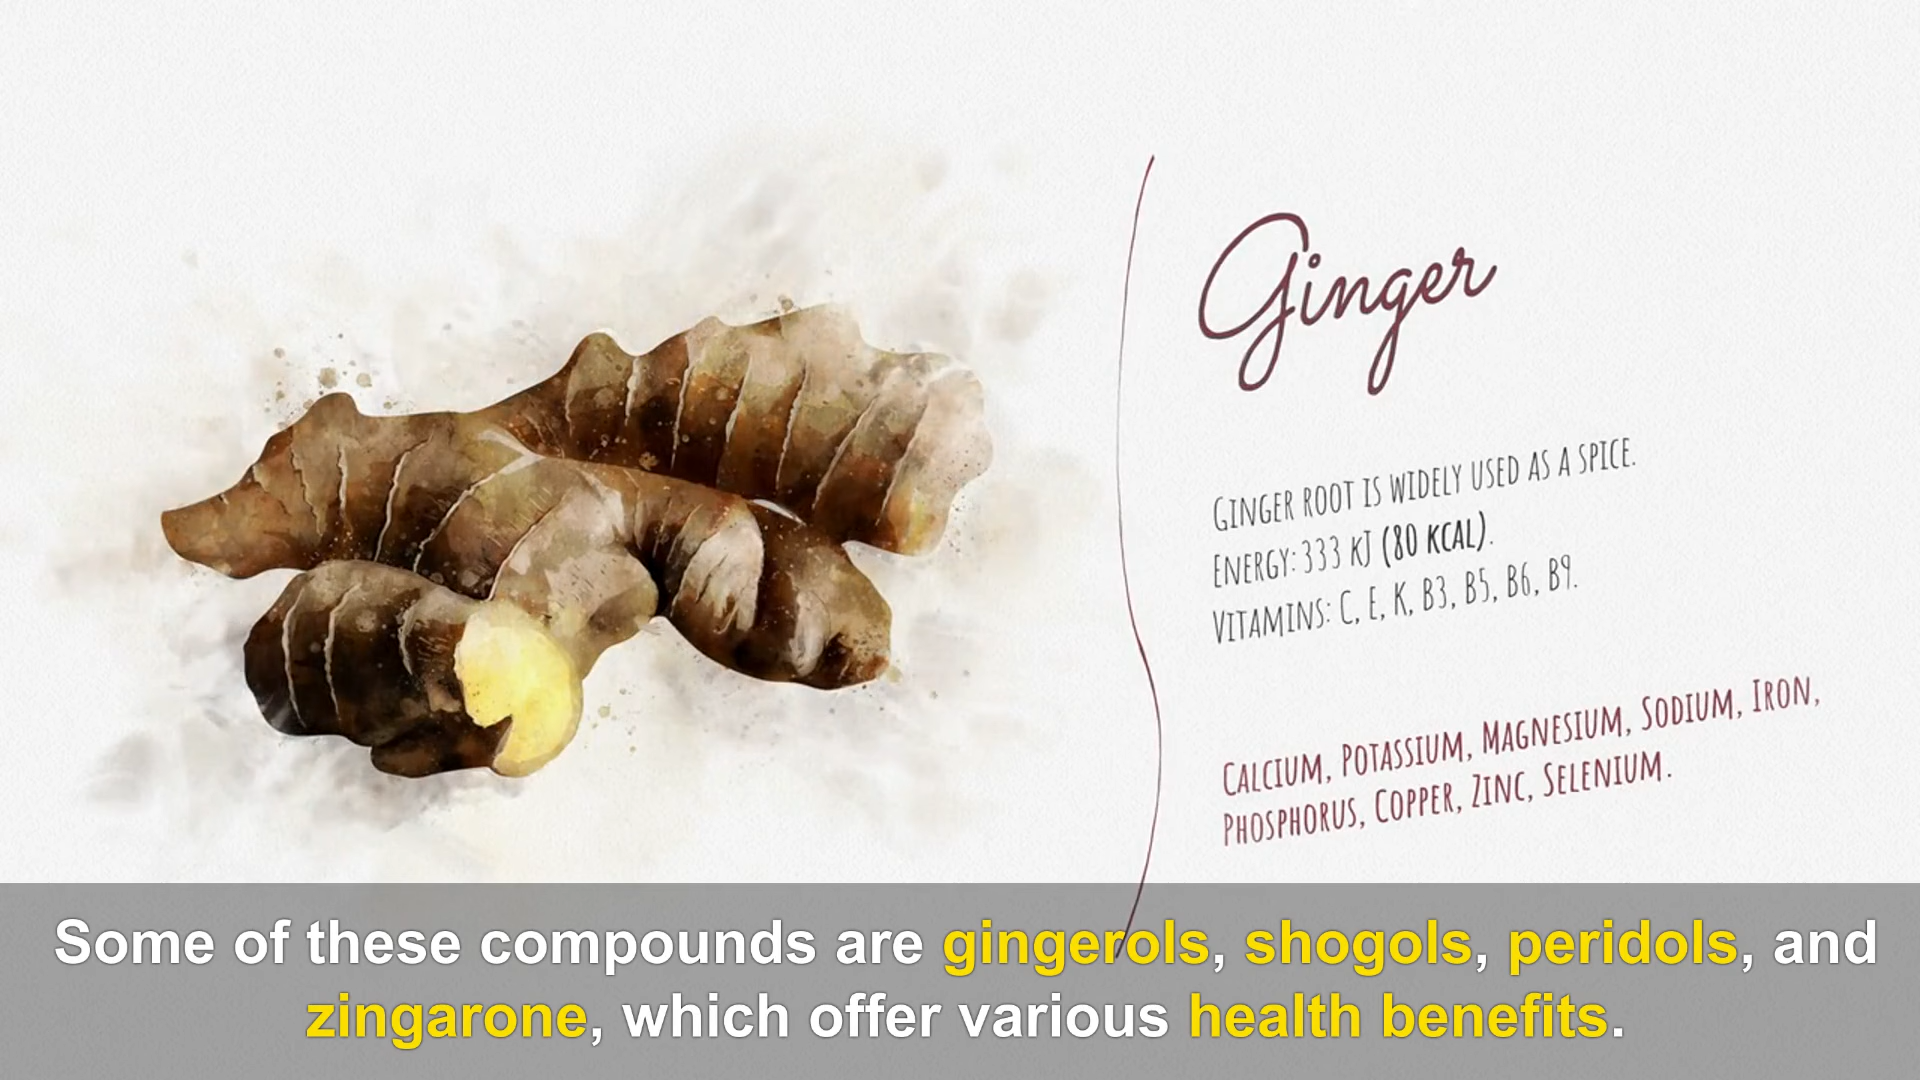 Ginger
Ginger root is widely used as a spice.
Energy: 333 kJ (80 kcal).
Vitamins: C, E, K, B3, B5, B6, B9.
Calcium, Potassium, Magnesium, Sodium, Iron,
Phosphorus, Copper, Zinc, Selenium.
Some of these compounds are gingerols, shogols, peridols, and
zingarone, which offer various health benefits.